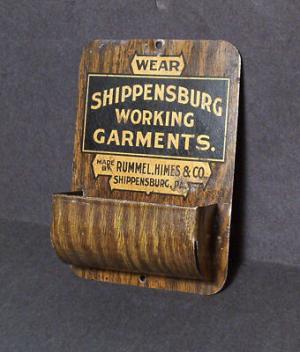 WEAR
SHIPPENSBURG
WORKING
GARMENTS.
MADE BY RUMMEL, HIMES & CO.
SHIPPENSBURG, PA.